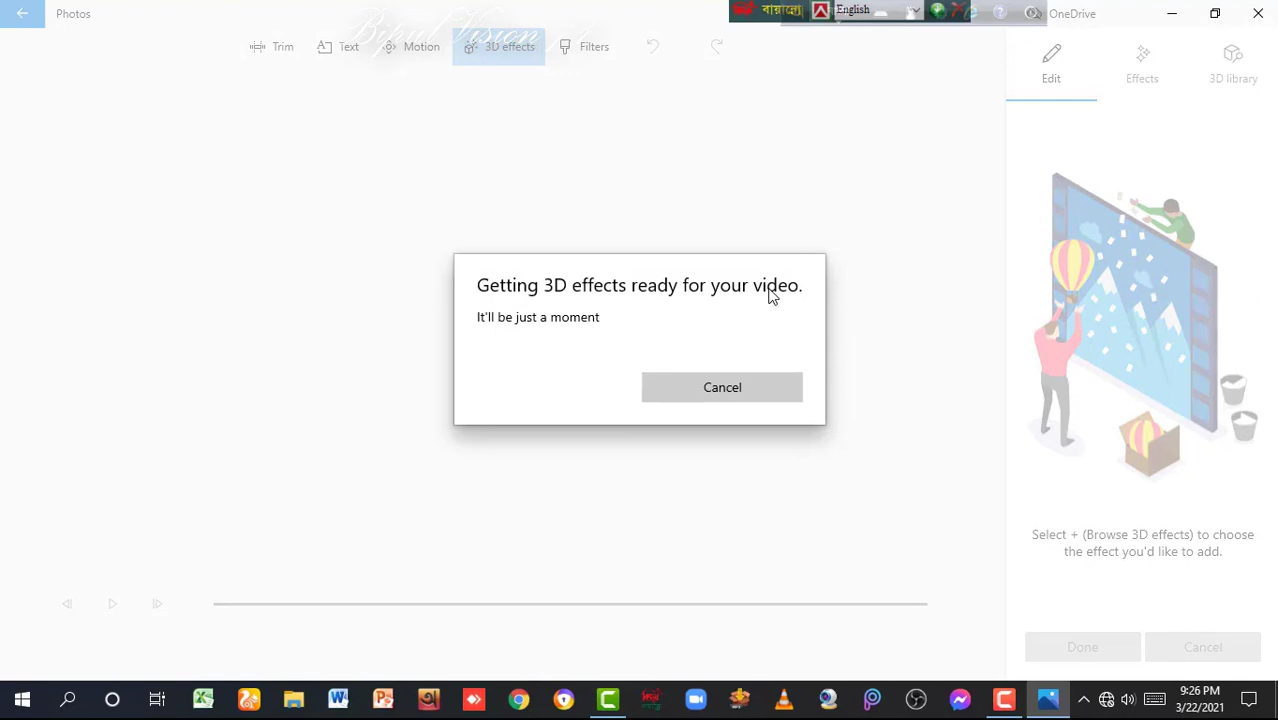 Photos
বায়ান্নো
English
OneDrive
Bipul Vision
Trim
Text
Motion
3D effects
Filters
Edit
Effects
3D library
Getting 3D effects ready for your video.
It'll be just a moment
Cancel
Select + (Browse 3D effects) to choose
the effect you'd like to add.
Done
Cancel
9:26 PM
3/22/2021